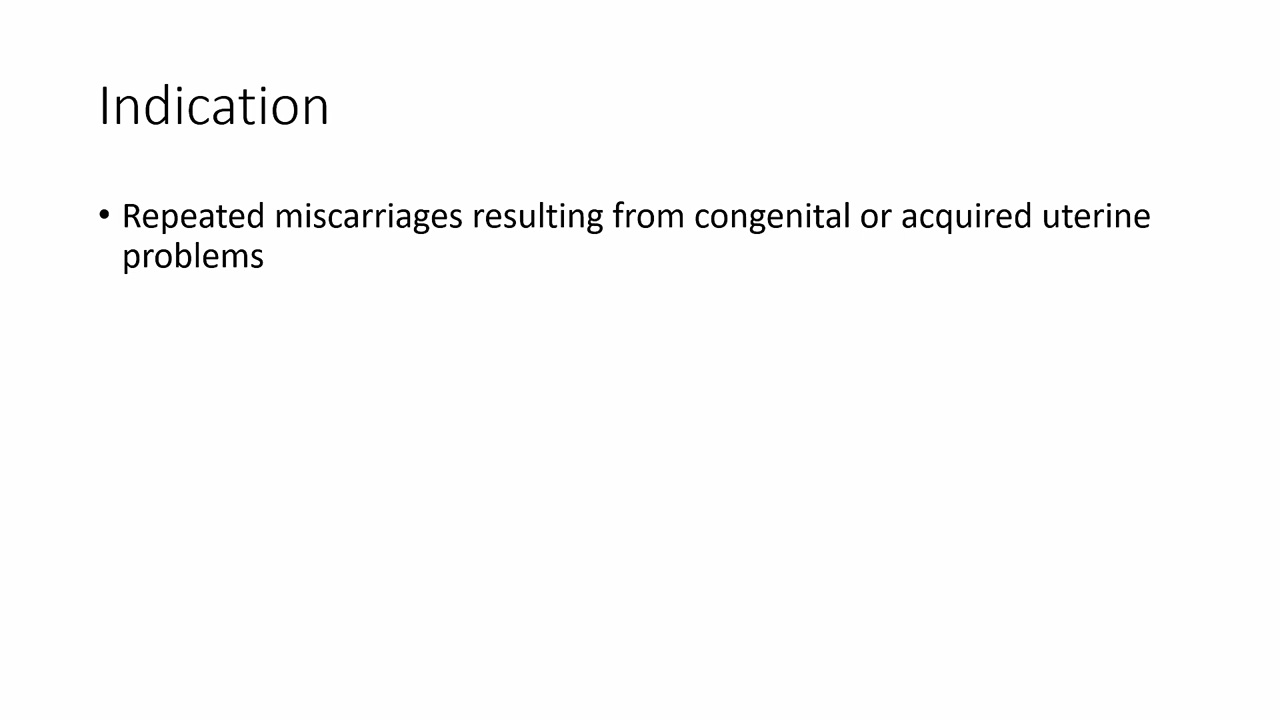 Indication
• Repeated miscarriages resulting from congenital or acquired uterine
problems